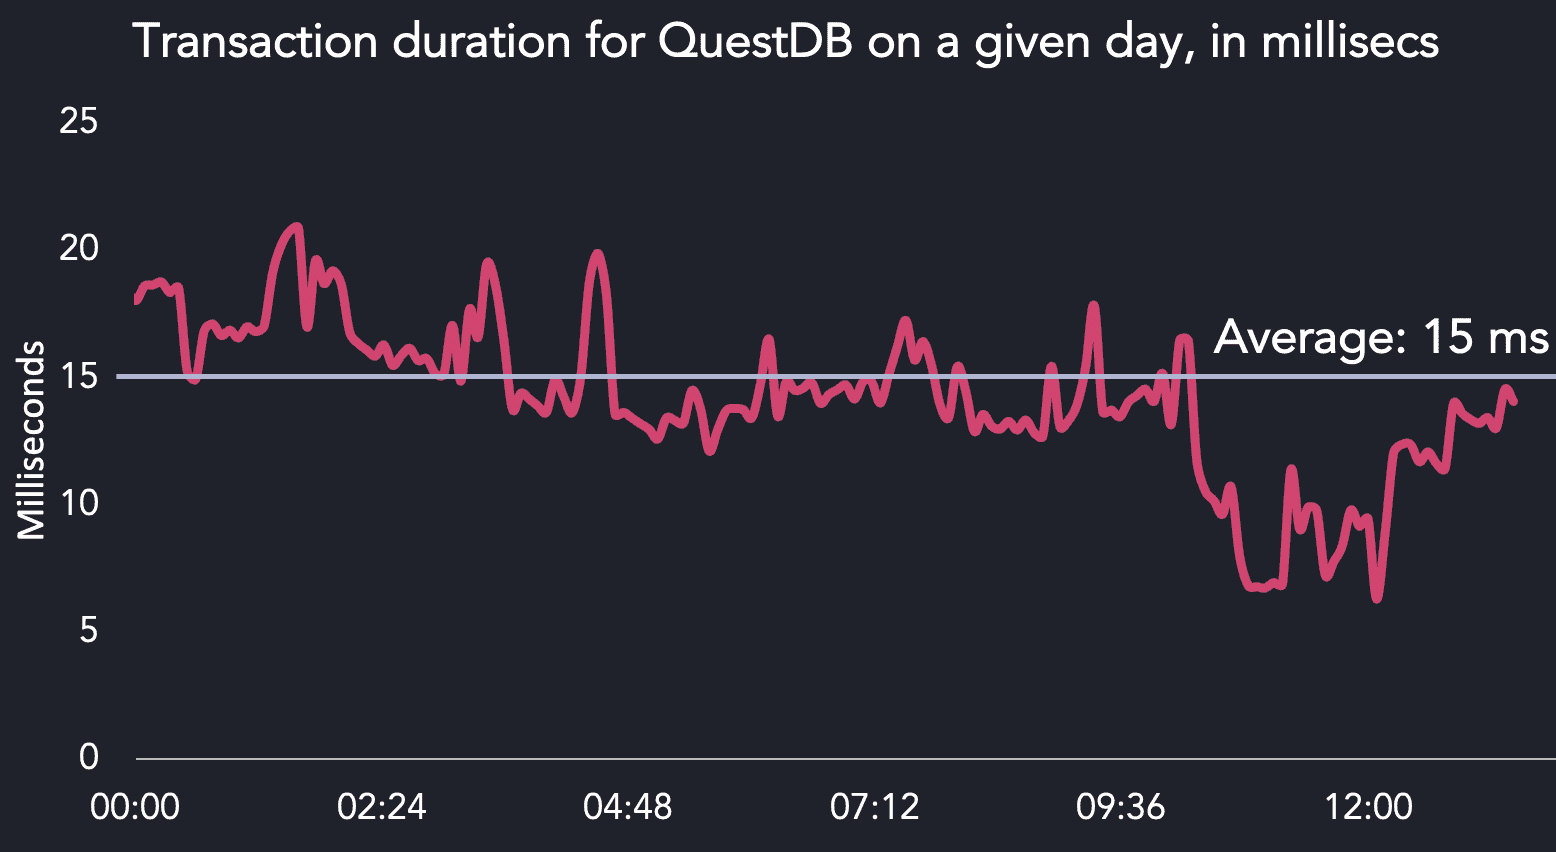 Transaction duration for QuestDB on a given day, in millisecs
25
20
Average: 15 ms
15
Milliseconds
10
5
0
00:00 02:24 04:48 07:12 09:36 12:00